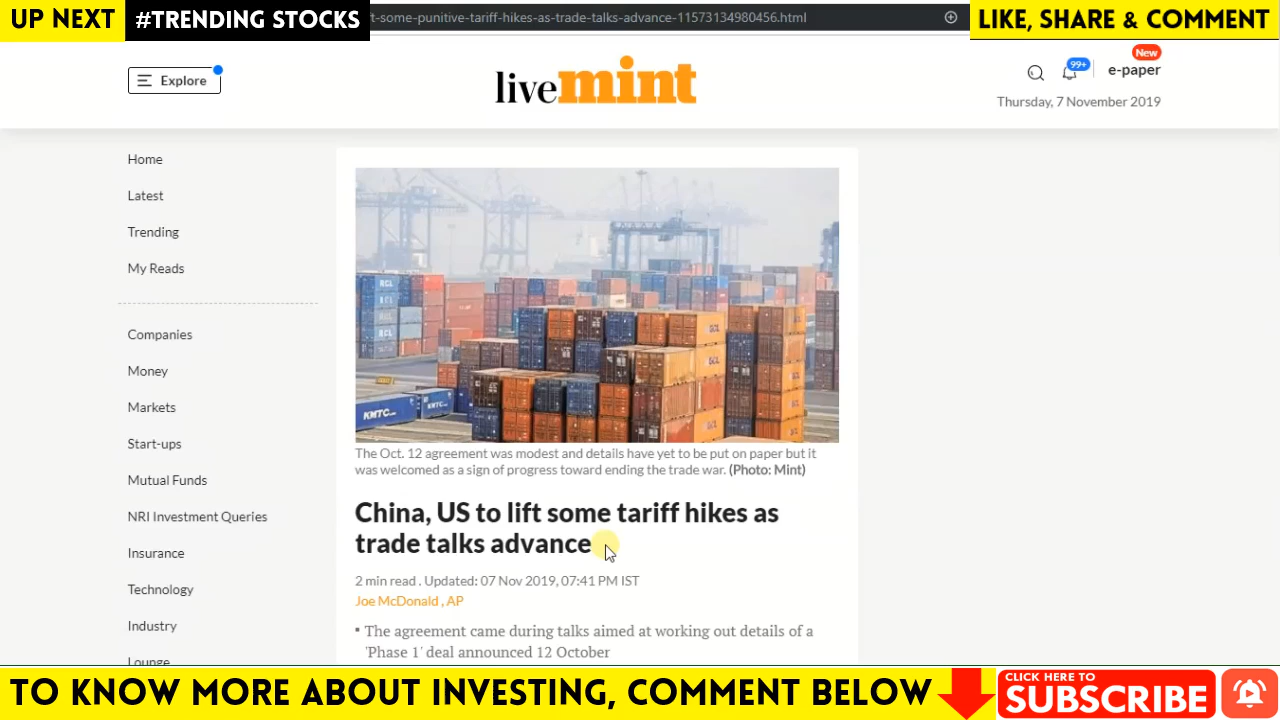 UP NEXT #TRENDING STOCKS
t-some-punitive-tariff-hikes-as-trade-talks-advance-11573134980456.html
LIKE, SHARE & COMMENT
Explore
livemint
99+
New
e-paper
Thursday, 7 November 2019
Home
Latest
Trending
My Reads
Companies
Money
Markets
Start-ups
Mutual Funds
NRI Investment Queries
Insurance
Technology
Industry
Lounge
KMTC
The Oct. 12 agreement was modest and details have yet to be put on paper but it
was welcomed as a sign of progress toward ending the trade war. (Photo: Mint)
China, US to lift some tariff hikes as
trade talks advance
2 min read . Updated: 07 Nov 2019, 07:41 PM IST
Joe McDonald , AP
▪ The agreement came during talks aimed at working out details of a
'Phase 1' deal announced 12 October
TO KNOW MORE ABOUT INVESTING, COMMENT BELOW
CLICK HERE TO
SUBSCRIBE